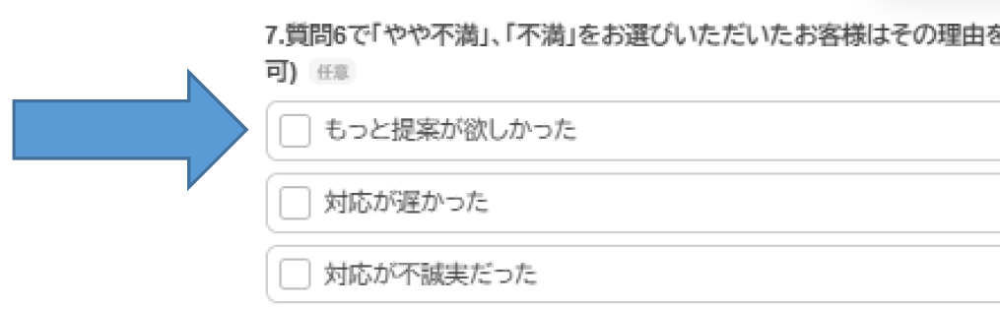 7.質問6で「やや不満」、「不満」をお選びいただいたお客様はその理由を
可) 任意
もっと提案が欲しかった
対応が遅かった
対応が不誠実だった